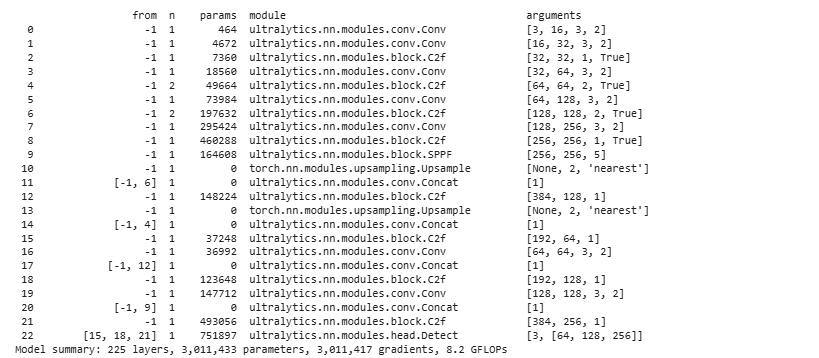 from n params module arguments
0 -1 1 464 ultralytics.nn.modules.conv.Conv [3, 16, 3, 2]
1 -1 1 4672 ultralytics.nn.modules.conv.Conv [16, 32, 3, 2]
2 -1 1 7360 ultralytics.nn.modules.block.C2f [32, 32, 1, True]
3 -1 1 18560 ultralytics.nn.modules.conv.Conv [32, 64, 3, 2]
4 -1 2 49664 ultralytics.nn.modules.block.C2f [64, 64, 2, True]
5 -1 1 73984 ultralytics.nn.modules.conv.Conv [64, 128, 3, 2]
6 -1 2 197632 ultralytics.nn.modules.block.C2f [128, 128, 2, True]
7 -1 1 295424 ultralytics.nn.modules.conv.Conv [128, 256, 3, 2]
8 -1 1 460288 ultralytics.nn.modules.block.C2f [256, 256, 1, True]
9 -1 1 164608 ultralytics.nn.modules.block.SPPF [256, 256, 5]
10 -1 1 0 torch.nn.modules.upsampling.Upsample [None, 2, 'nearest']
11 [-1, 6] 1 0 ultralytics.nn.modules.conv.Concat [1]
12 -1 1 148224 ultralytics.nn.modules.block.C2f [384, 128, 1]
13 -1 1 0 torch.nn.modules.upsampling.Upsample [None, 2, 'nearest']
14 [-1, 4] 1 0 ultralytics.nn.modules.conv.Concat [1]
15 -1 1 37248 ultralytics.nn.modules.block.C2f [192, 64, 1]
16 -1 1 36992 ultralytics.nn.modules.conv.Conv [64, 64, 3, 2]
17 [-1, 12] 1 0 ultralytics.nn.modules.conv.Concat [1]
18 -1 1 123648 ultralytics.nn.modules.block.C2f [192, 128, 1]
19 -1 1 147712 ultralytics.nn.modules.conv.Conv [128, 128, 3, 2]
20 [-1, 9] 1 0 ultralytics.nn.modules.conv.Concat [1]
21 -1 1 493056 ultralytics.nn.modules.block.C2f [384, 256, 1]
22 [15, 18, 21] 1 751897 ultralytics.nn.modules.head.Detect [3, [64, 128, 256]]
Model summary: 225 layers, 3,011,433 parameters, 3,011,417 gradients, 8.2 GFLOPs